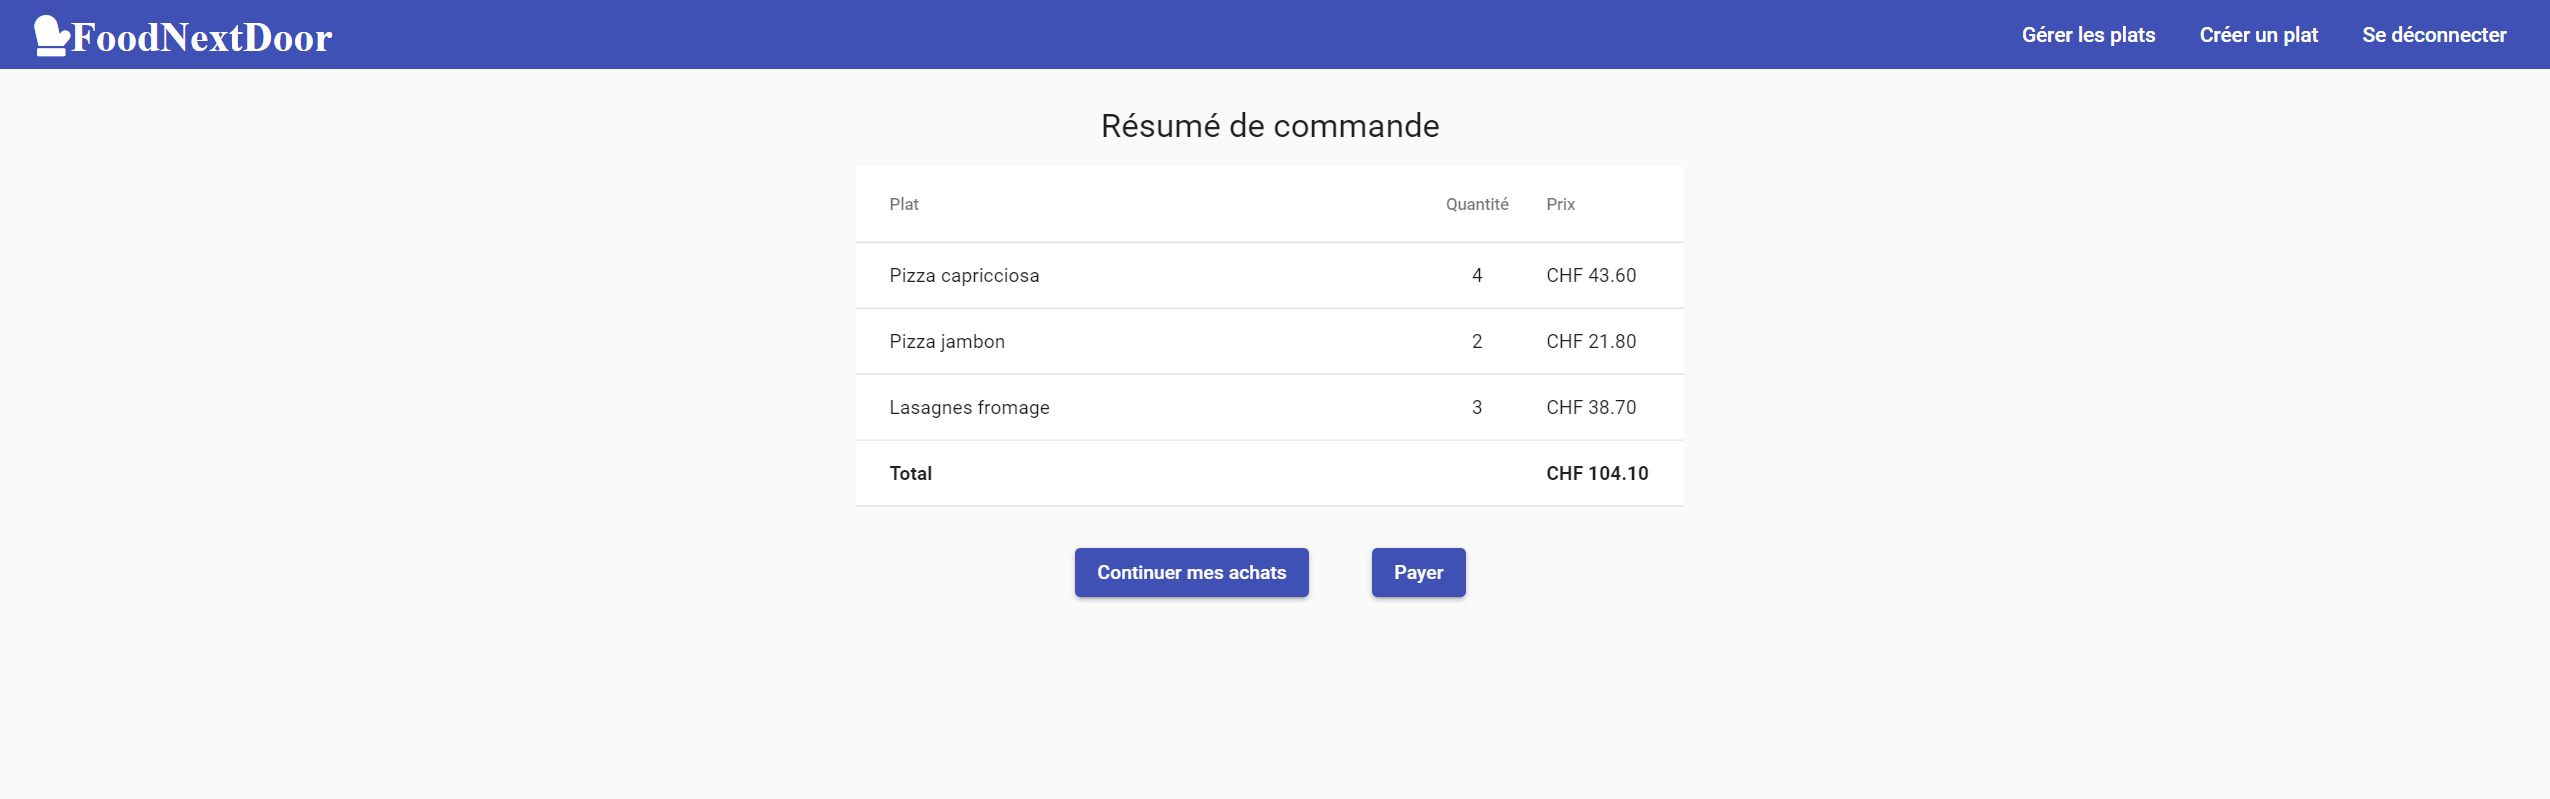 FoodNextDoor Gérer les plats Créer un plat Se déconnecter
Résumé de commande
Plat Quantité Prix
Pizza capricciosa 4 CHF 43.60
Pizza jambon 2 CHF 21.80
Lasagnes fromage 3 CHF 38.70
Total CHF 104.10
Continuer mes achats Payer